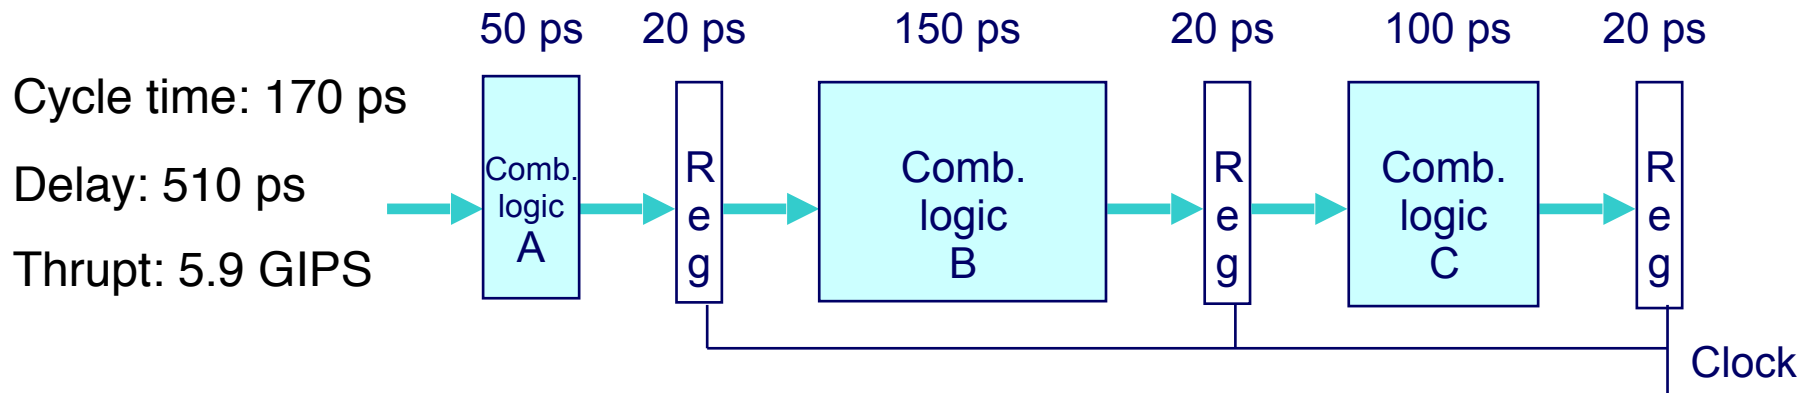 50 ps
20 ps
150 ps
20 ps
100 ps
20 ps
Cycle time: 170 ps
Delay: 510 ps
Thrupt: 5.9 GIPS
Comb.
logic
A
R
e
g
Comb.
logic
B
R
e
g
Comb.
logic
C
R
e
g
Clock